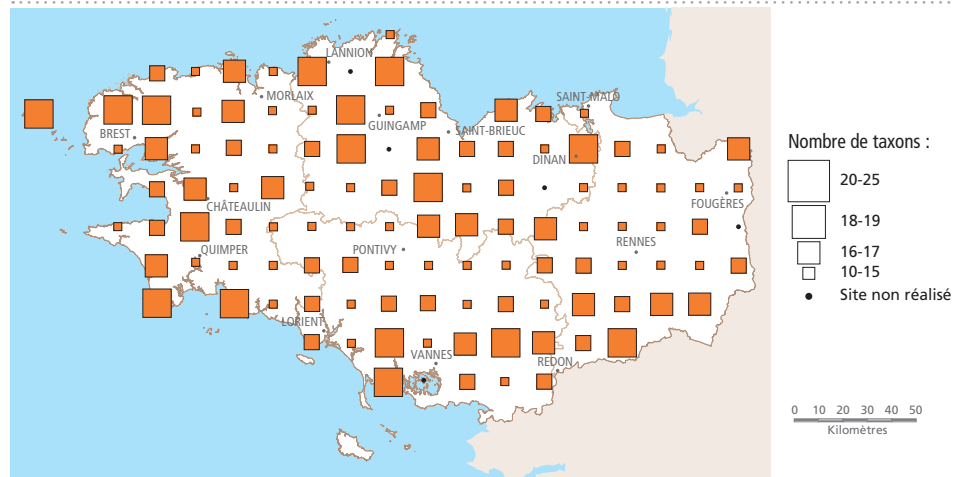 LANNION
MORLAIX
SAINT-MALO
GUINGAMP
SAINT-BRIEUC
BREST
DINAN
CHÂTEAULIN
FOUGÈRES
RENNES
QUIMPER
PONTIVY
LORIENT
VANNES
REDON
Nombre de taxons :
20-25
18-19
16-17
10-15
Site non réalisé
0 10 20 30 40 50
Kilomètres